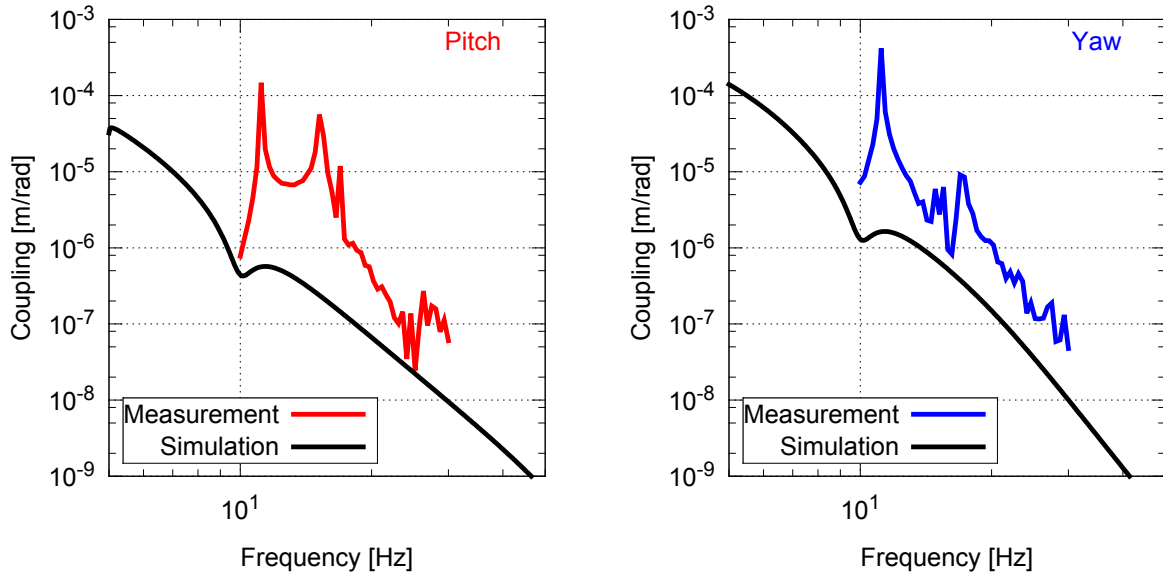 Pitch
Coupling [m/rad]
10^-3
10^-4
10^-5
10^-6
10^-7
10^-8
10^-9
Measurement
Simulation
10^1
Frequency [Hz]
Yaw
Coupling [m/rad]
10^-3
10^-4
10^-5
10^-6
10^-7
10^-8
10^-9
Measurement
Simulation
10^1
Frequency [Hz]